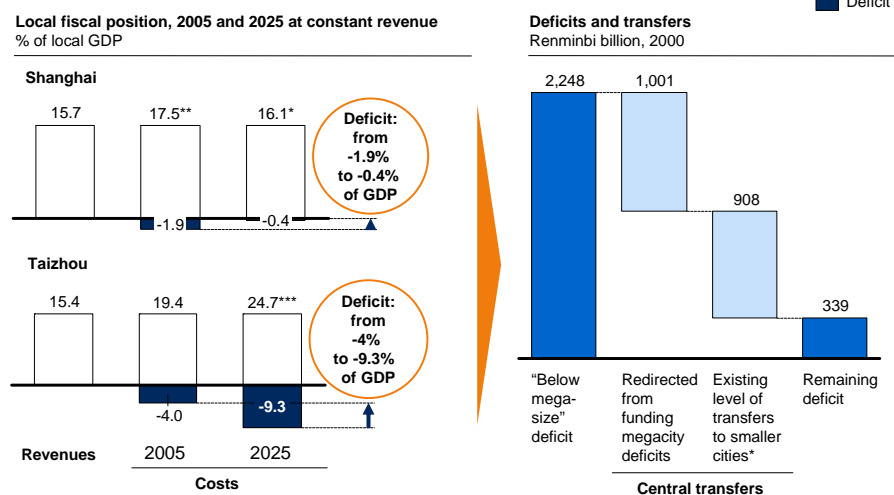 Deficit
Local fiscal position, 2005 and 2025 at constant revenue
% of local GDP
Shanghai
15.7
17.5**
16.1*
-1.9
-0.4
Deficit:
from
-1.9%
to -0.4%
of GDP
Taizhou
15.4
19.4
24.7***
-4.0
-9.3
Deficit:
from
-4%
to -9.3%
of GDP
Revenues
2005
2025
Costs
Deficits and transfers
Renminbi billion, 2000
2,248
1,001
908
339
“Below
mega-
size”
deficit
Redirected
from
funding
megacity
deficits
Existing
level of
transfers
to smaller
cities*
Remaining
deficit
Central transfers